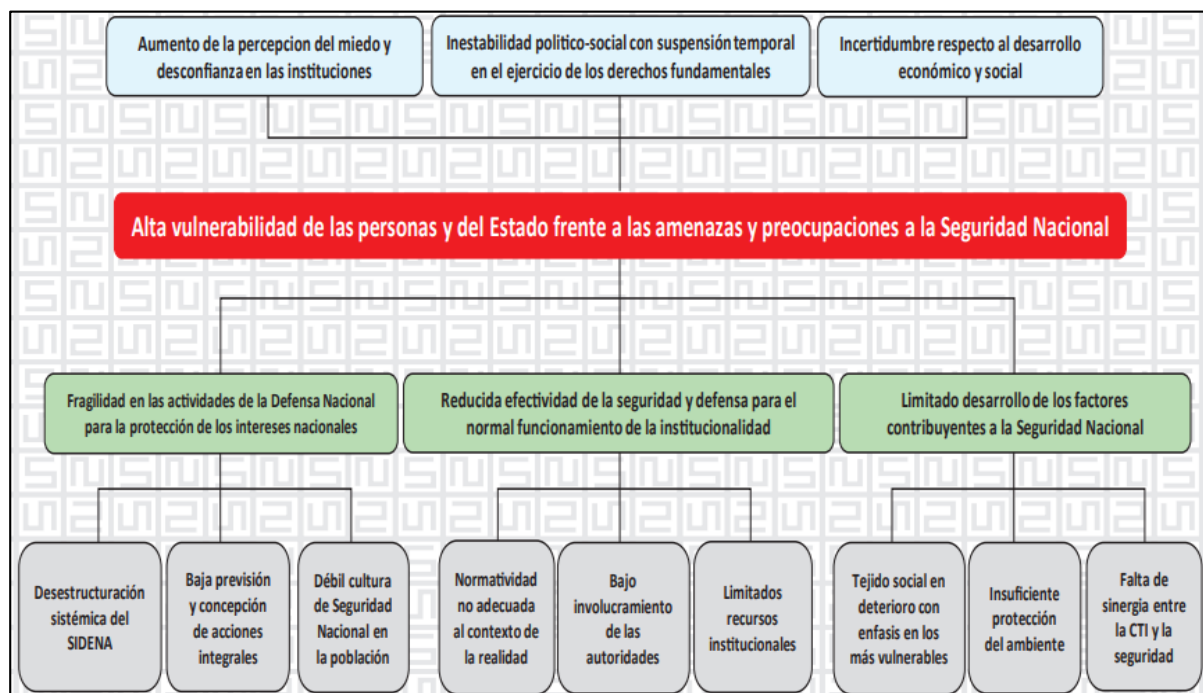 Aumento de la percepcion del miedo y
desconfianza en las instituciones
Inestabilidad politico-social con suspensión temporal
en el ejercicio de los derechos fundamentales
Incertidumbre respecto al desarrollo
económico y social
Alta vulnerabilidad de las personas y del Estado frente a las amenazas y preocupaciones a la Seguridad Nacional
Fragilidad en las actividades de la Defensa Nacional
para la protección de los intereses nacionales
Reducida efectividad de la seguridad y defensa para el
normal funcionamiento de la institucionalidad
Limitado desarrollo de los factores
contribuyentes a la Seguridad Nacional
Desestructuración
sistémica del
SIDENA
Baja previsión
y concepción
de acciones
integrales
Débil cultura
de Seguridad
Nacional en
la población
Normatividad
no adecuada
al contexto de
la realidad
Bajo
involucramiento
de las
autoridades
Limitados
recursos
institucionales
Tejido social en
deterioro con
enfasis en los
más vulnerables
Insuficiente
protección
del ambiente
Falta de
sinergia entre
la CTI y la
seguridad